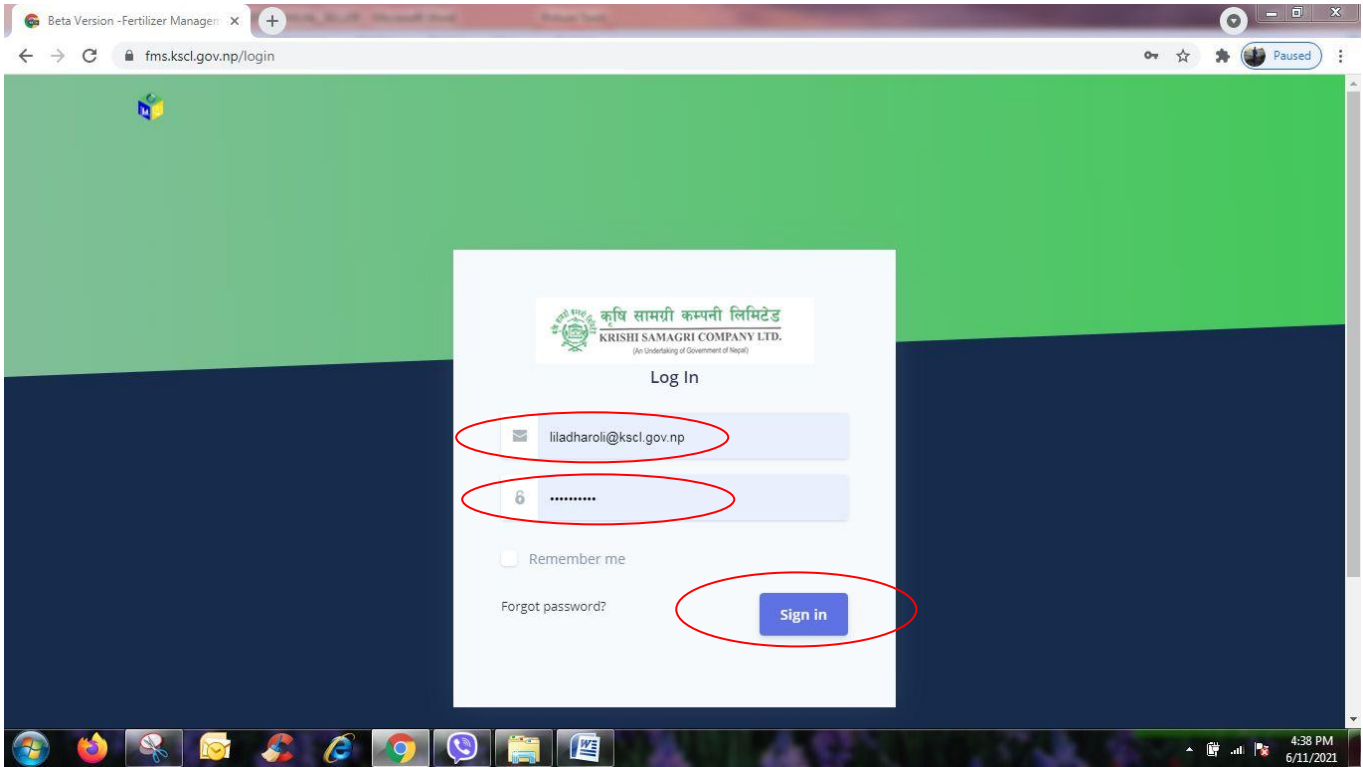 Beta Version -Fertilizer Managem
fms.kscl.gov.np/login
Paused
कृषि सामग्री कम्पनी लिमिटेड
KRISHI SAMAGRI COMPANY LTD.
(An Undertaking of Government of Nepal)
Log In
liladharoli@kscl.gov.np
Remember me
Forgot password?
Sign in
4:38 PM
6/11/2021